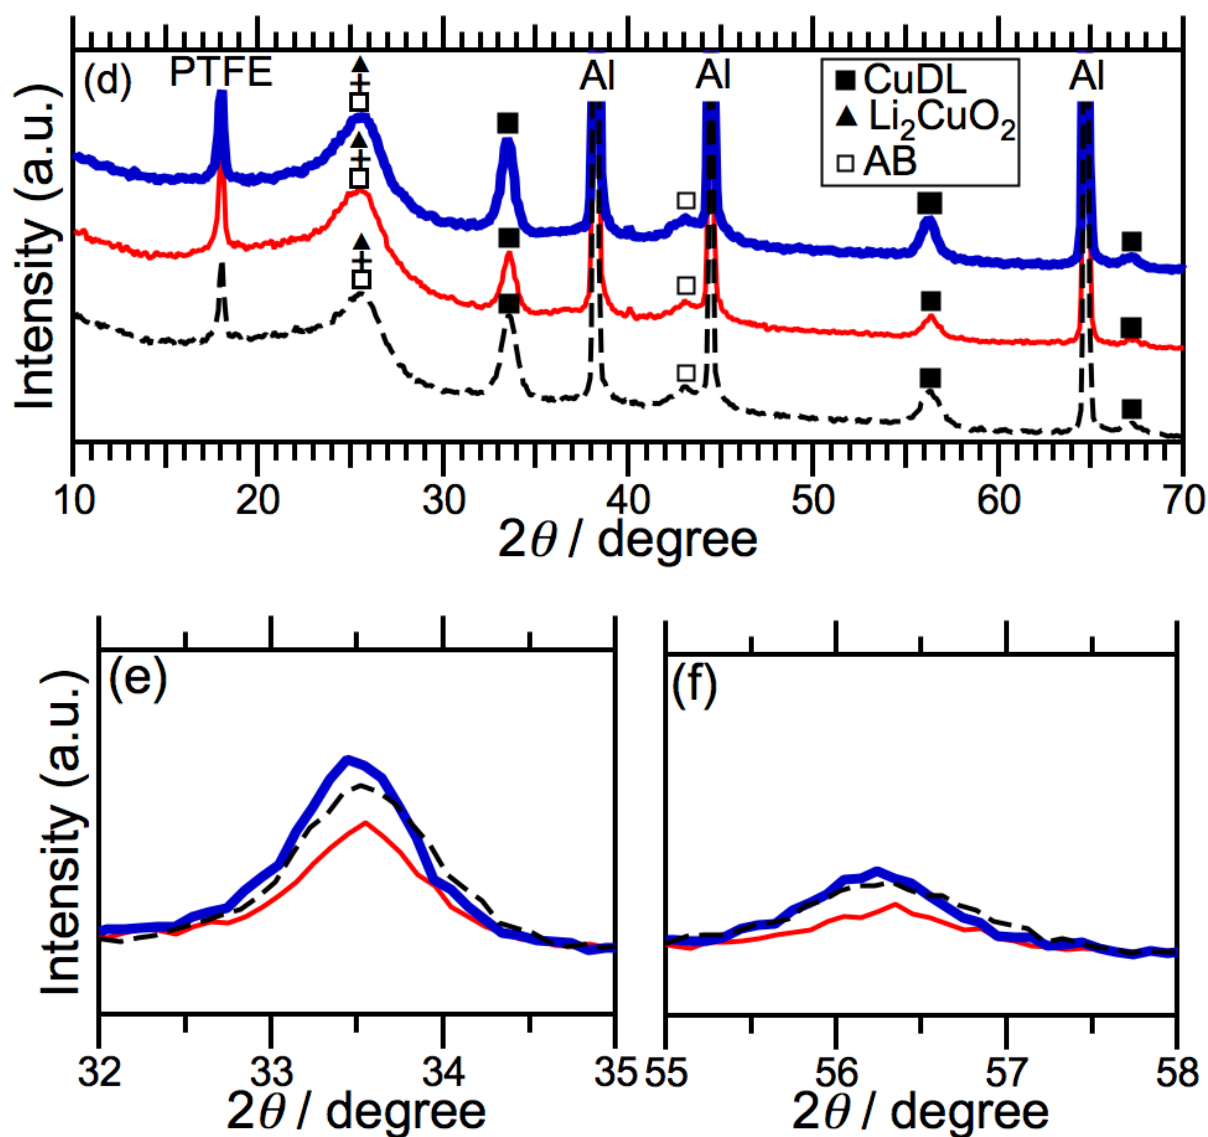 (d)
PTFE
Al
Al
Al
■ CuDL
▲ Li₂CuO₂
□ AB
Intensity (a.u.)
10 20 30 40 50 60 70
2θ / degree
(e)
Intensity (a.u.)
32 33 34 35
2θ / degree
(f)
55 56 57 58
2θ / degree